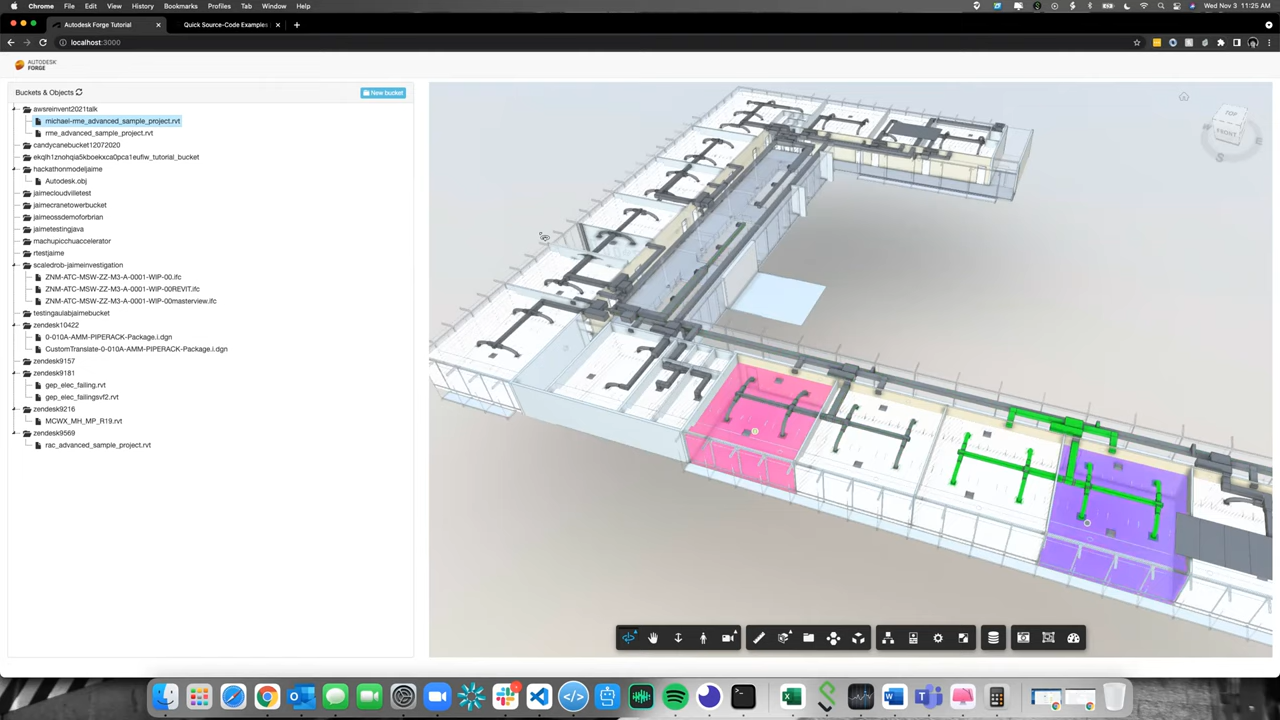 Chrome File Edit View History Bookmarks Profiles Tab Window Help
Wed Nov 3 11:25 AM
Autodesk Forge Tutorial
Quick Source-Code Examples
localhost:3000
AUTODESK
FORGE
Buckets & Objects
New bucket
awsreinvent2021talk
michael-rme_advanced_sample_project.rvt
rme_advanced_sample_project.rvt
candycanebucket12072020
ekqlh1znohqia5kboekxca0pca1eufiw_tutorial_bucket
hackathonmodeljaime
Autodesk.obj
jaimecloudvilletest
jaimecranetowerbucket
jaimeossdemoforbrian
jaimetestingjava
machupicchuaccelerator
rtestjaime
scaledrob-jaimeinvestigation
ZNM-ATC-MSW-ZZ-M3-A-0001-WIP-00.ifc
ZNM-ATC-MSW-ZZ-M3-A-0001-WIP-00REVIT.ifc
ZNM-ATC-MSW-ZZ-M3-A-0001-WIP-00masterview.ifc
testingaulabjaimebucket
zendesk10422
0-010A-AMM-PIPERACK-Package.i.dgn
CustomTranslate-0-010A-AMM-PIPERACK-Package.i.dgn
zendesk9157
zendesk9181
gep_elec_failing.rvt
gep_elec_failingsvf2.rvt
zendesk9216
MCWX_MH_MP_R19.rvt
zendesk9569
rac_advanced_sample_project.rvt
TOP
FRONT
S
E